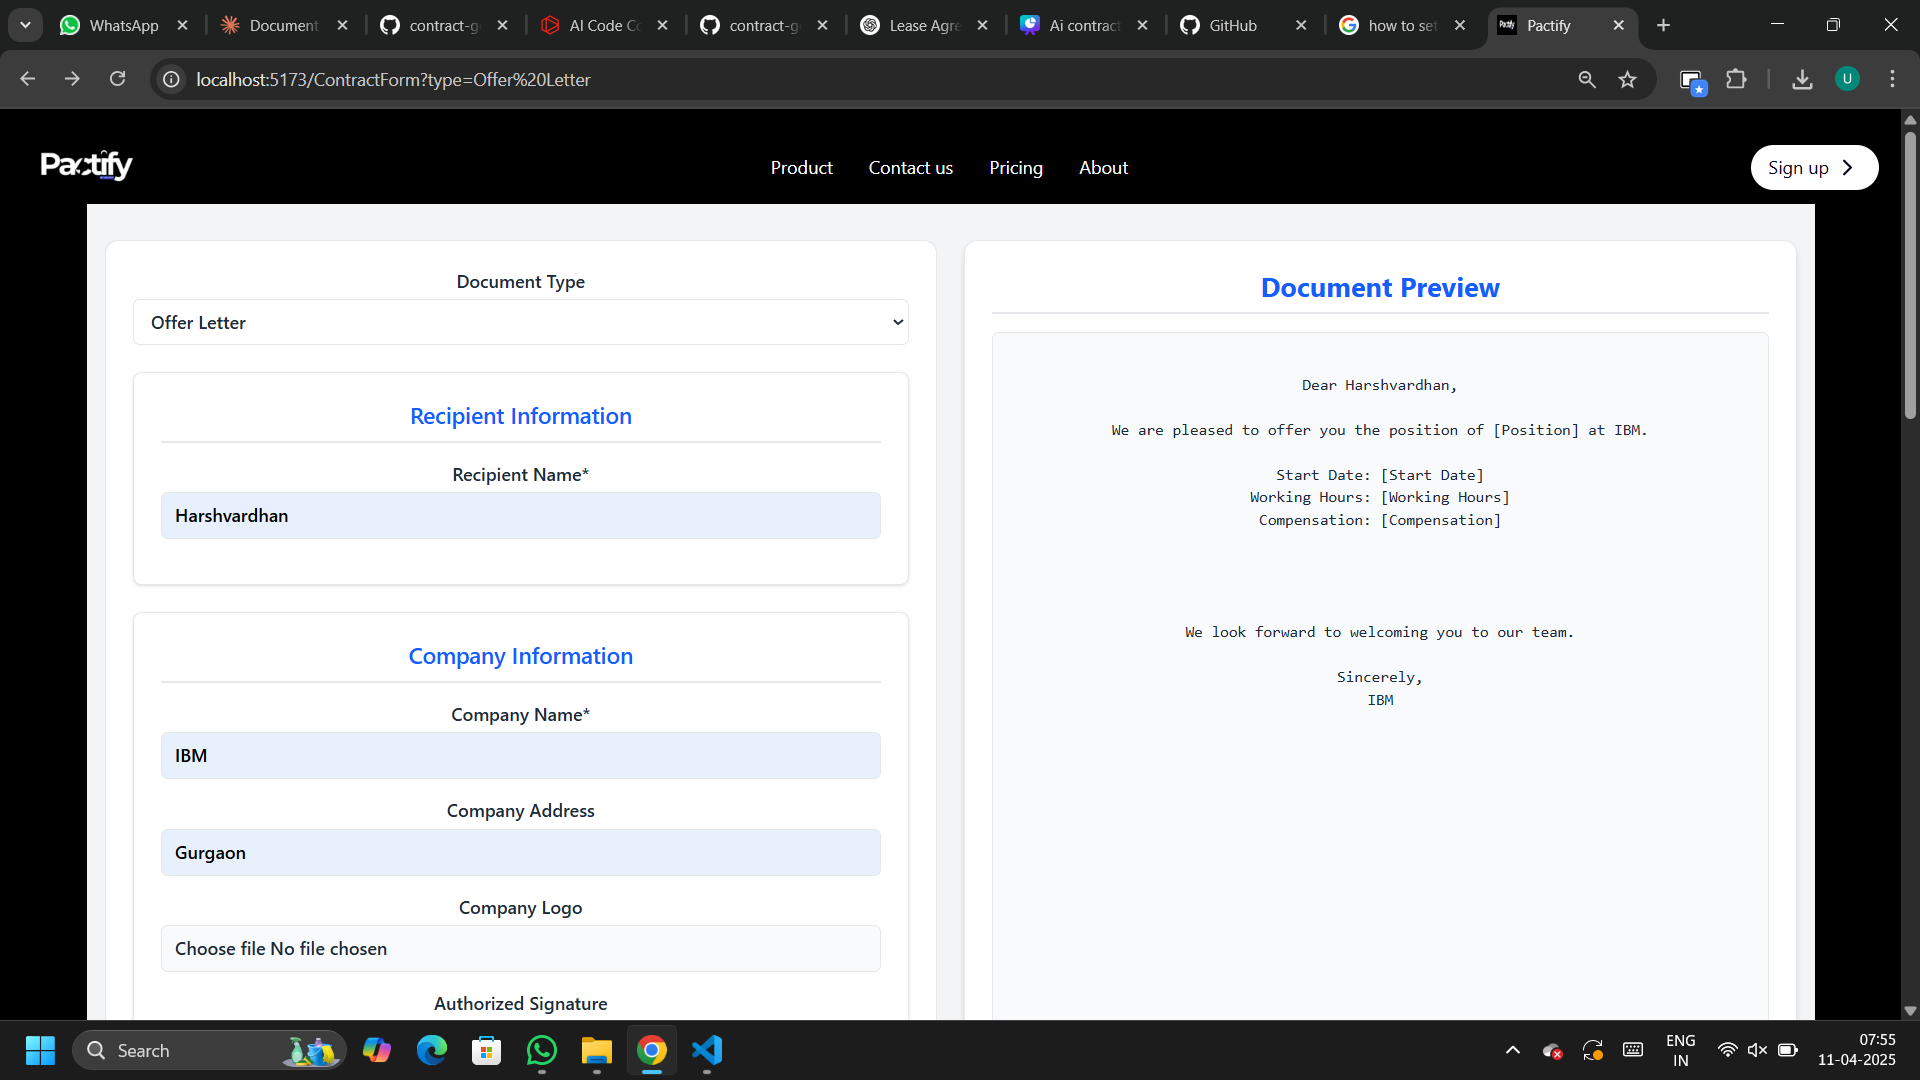 WhatsApp
Document
contract-g
AI Code Co
contract-g
Lease Agre
Ai contract
GitHub
how to set
Pactify
localhost:5173/ContractForm?type=Offer%20Letter
U
Pactify
Product
Contact us
Pricing
About
Sign up
Document Type
Offer Letter
Recipient Information
Recipient Name*
Harshvardhan
Company Information
Company Name*
IBM
Company Address
Gurgaon
Company Logo
Choose file No file chosen
Authorized Signature
Document Preview
Dear Harshvardhan,
We are pleased to offer you the position of [Position] at IBM.
Start Date: [Start Date]
Working Hours: [Working Hours]
Compensation: [Compensation]
We look forward to welcoming you to our team.
Sincerely,
IBM
Search
ENG
IN
07:55
11-04-2025